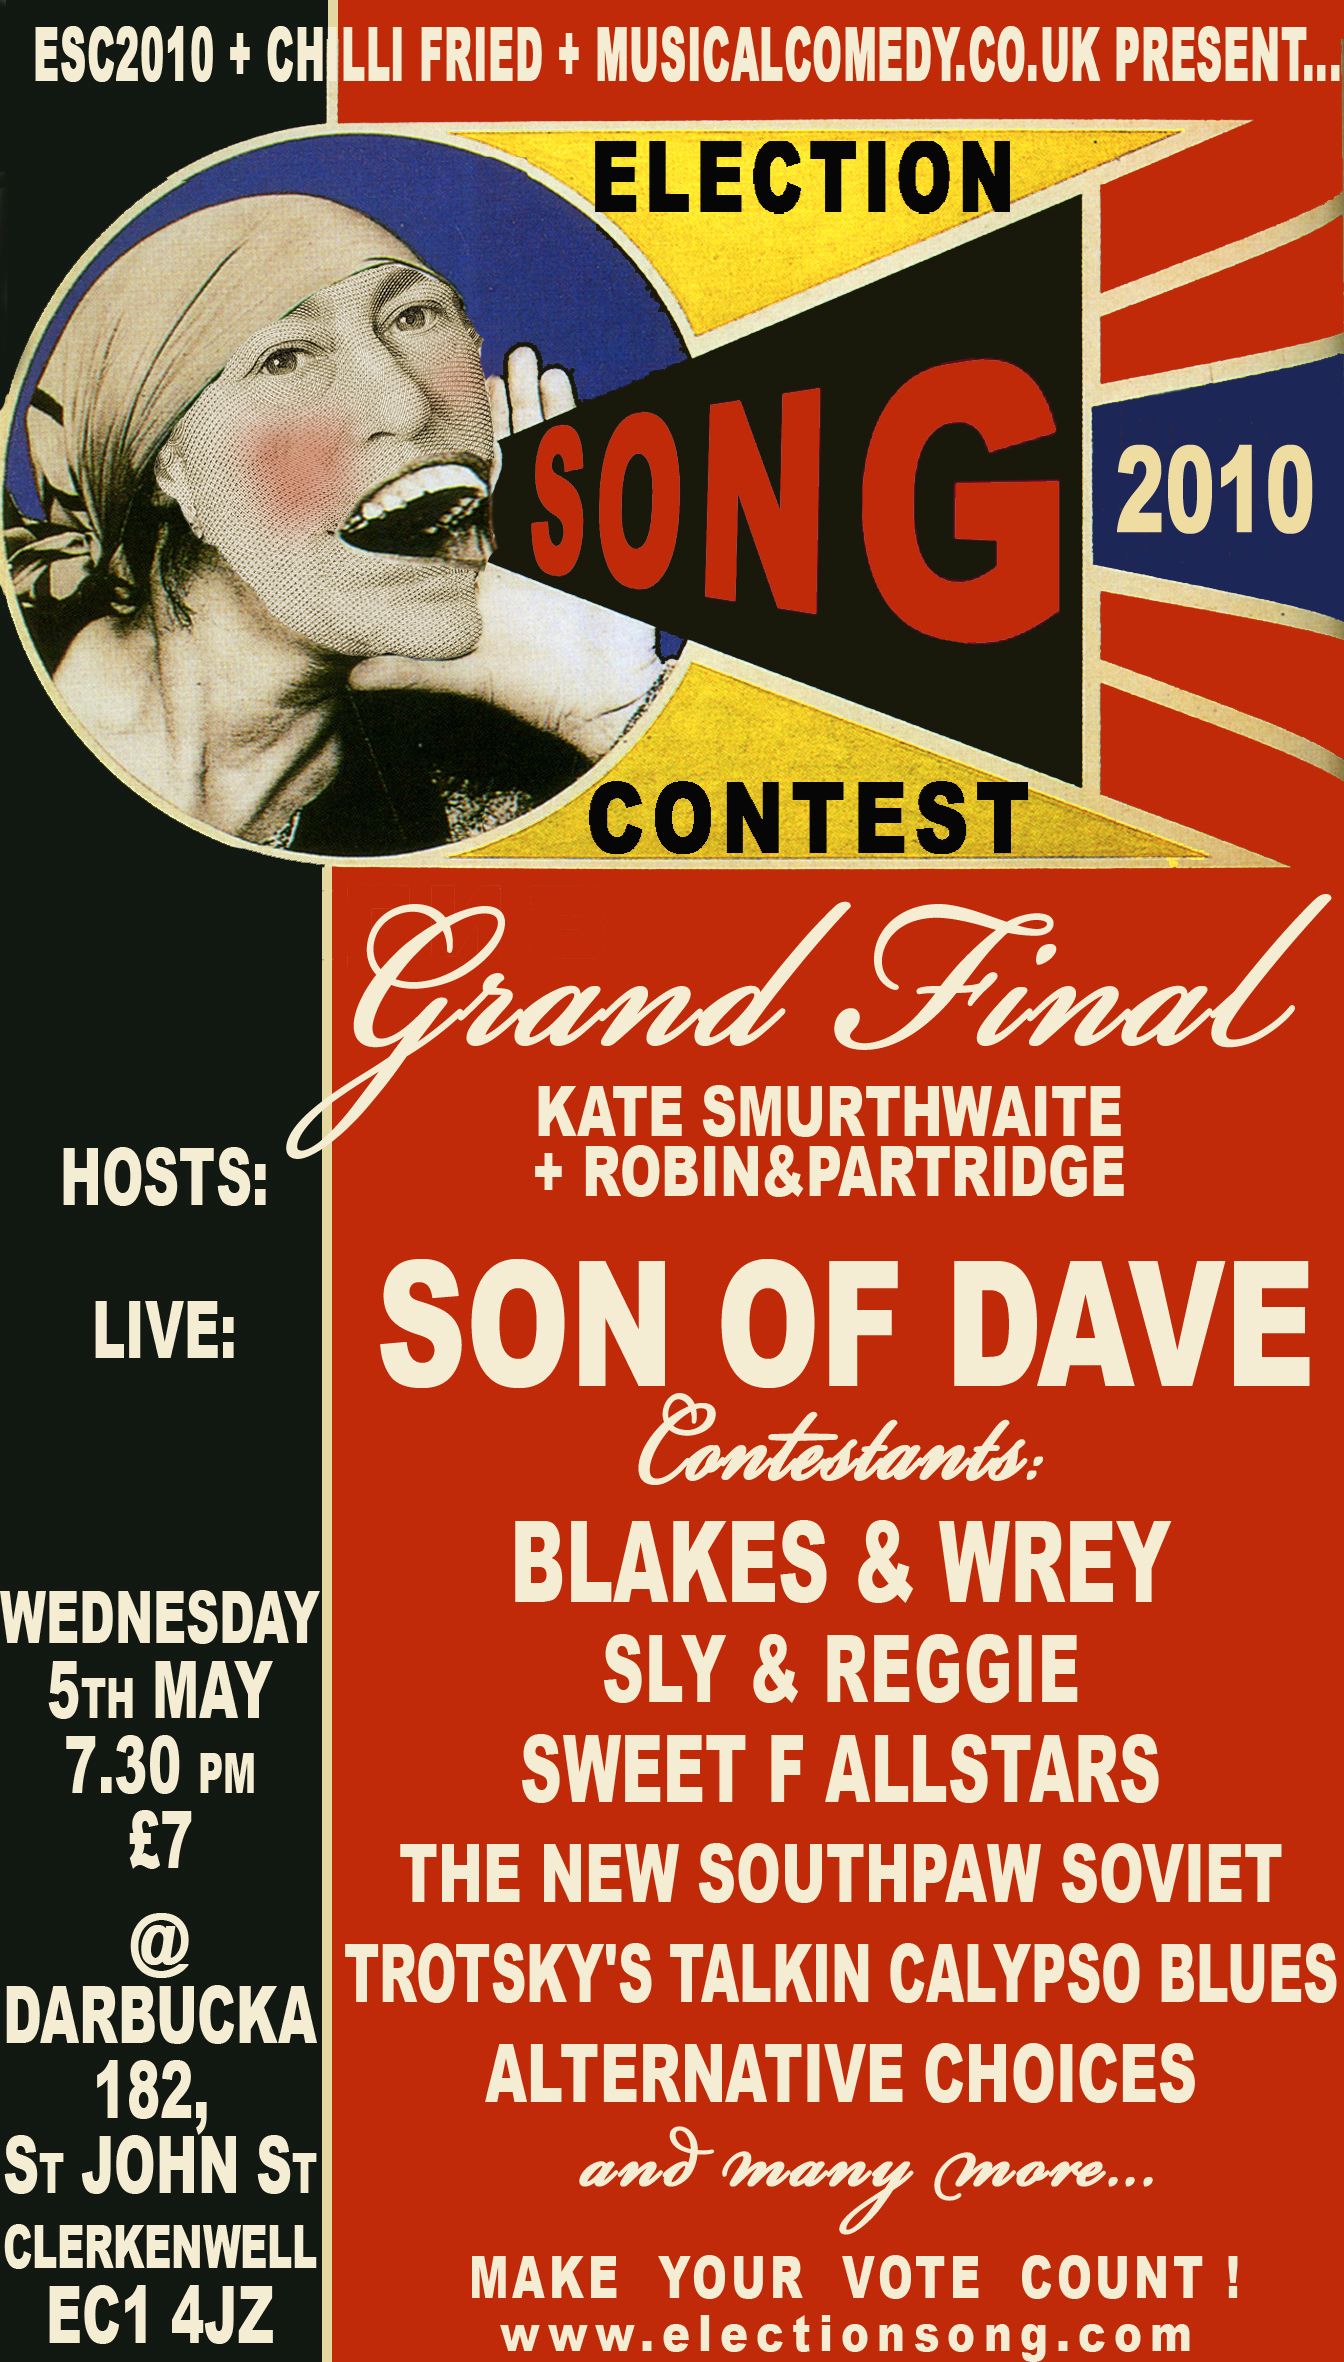 ESC2010 + CHILLI FRIED + MUSICALCOMEDY.CO.UK PRESENT...
ELECTION
SONG
2010
CONTEST
Grand Final
HOSTS:
KATE SMURTHWAITE
+ ROBIN&PARTRIDGE
LIVE:
SON OF DAVE
Contestants:
BLAKES & WREY
SLY & REGGIE
SWEET F ALLSTARS
THE NEW SOUTHPAW SOVIET
TROTSKY'S TALKIN CALYPSO BLUES
ALTERNATIVE CHOICES
and many more...
MAKE YOUR VOTE COUNT !
www.electionsong.com
WEDNESDAY
5TH MAY
7.30 PM
£7
@
DARBUCKA
182,
ST JOHN ST
CLERKENWELL
EC1 4JZ